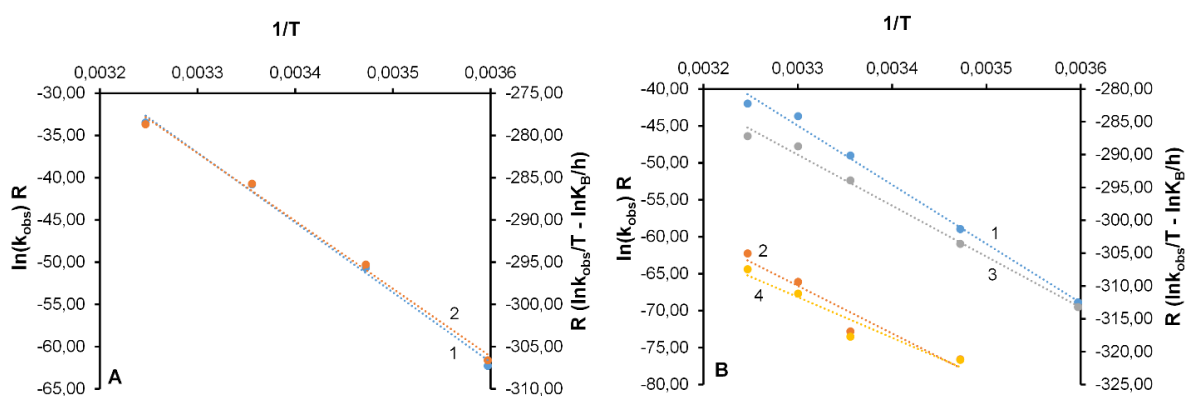 1/T
0,0032 0,0033 0,0034 0,0035 0,0036
-30,00 -275,00
-35,00 -280,00
-40,00 -285,00
-45,00 -290,00
-50,00 -295,00
-55,00 -300,00
-60,00 -305,00
-65,00 -310,00
ln(kobs) R
R (lnkobs/T - lnKB/h)
2
1
A
1/T
0,0032 0,0033 0,0034 0,0035 0,0036
-40,00 -280,00
-45,00 -285,00
-50,00 -290,00
-55,00 -295,00
-60,00 -300,00
-65,00 -305,00
-70,00 -310,00
-75,00 -315,00
-80,00 -320,00
-325,00
ln(kobs) R
R (lnkobs/T - lnKB/h)
1
2
3
4
B